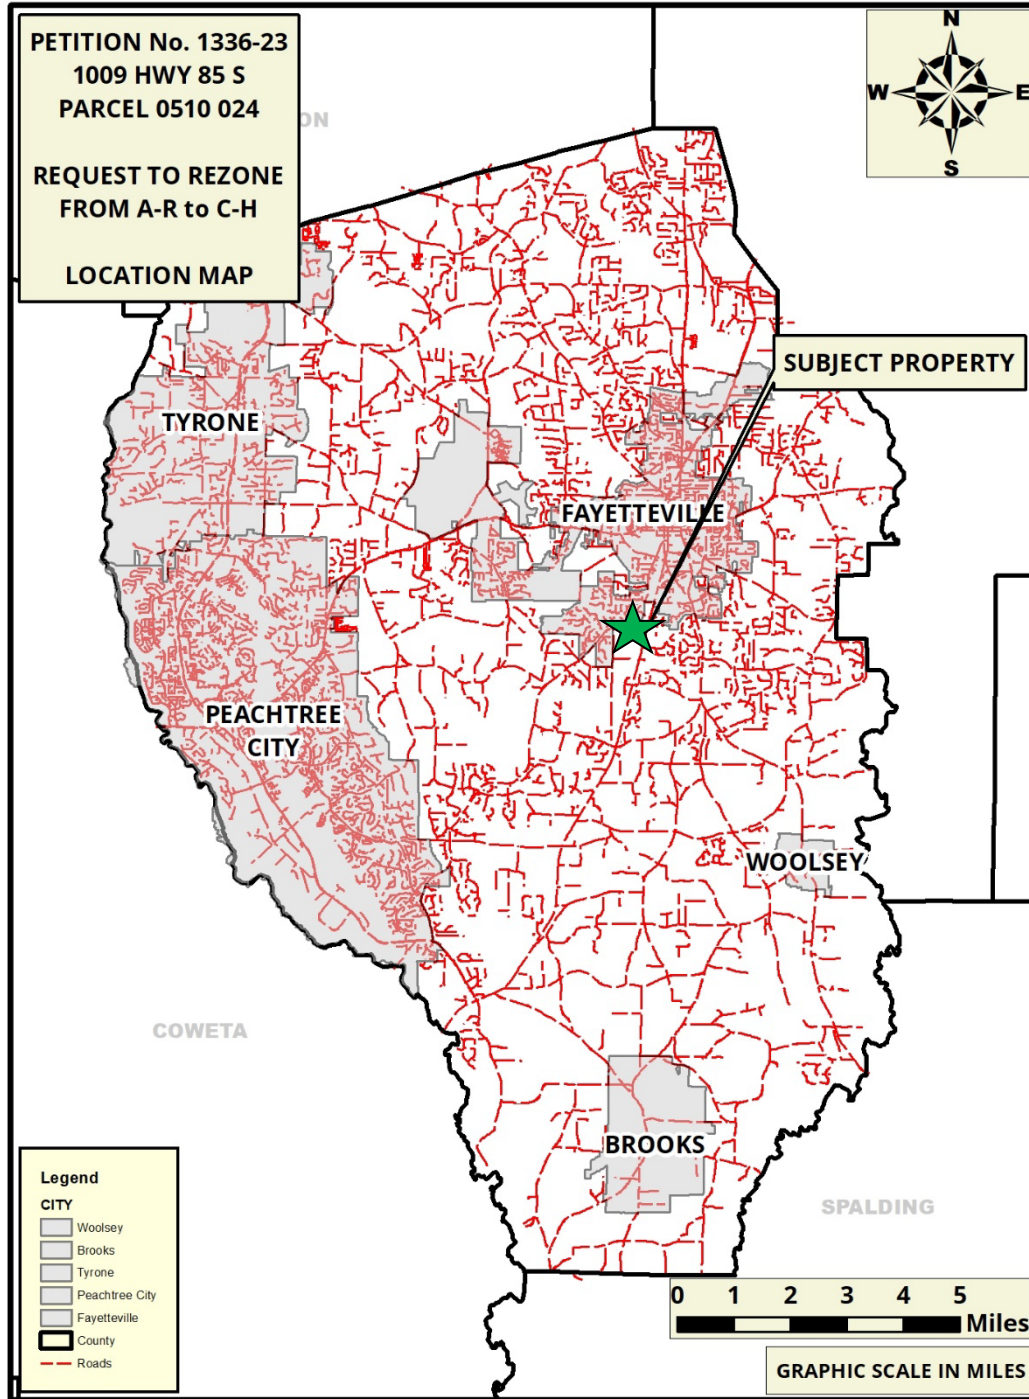 PETITION No. 1336-23
1009 HWY 85 S
PARCEL 0510 024
REQUEST TO REZONE
FROM A-R to C-H
LOCATION MAP
ON
N
W
E
S
SUBJECT PROPERTY
TYRONE
FAYETTEVILLE
PEACHTREE
CITY
WOOLSEY
COWETA
BROOKS
SPALDING
Legend
CITY
Woolsey
Brooks
Tyrone
Peachtree City
Fayetteville
County
Roads
0 1 2 3 4 5
Miles
GRAPHIC SCALE IN MILES